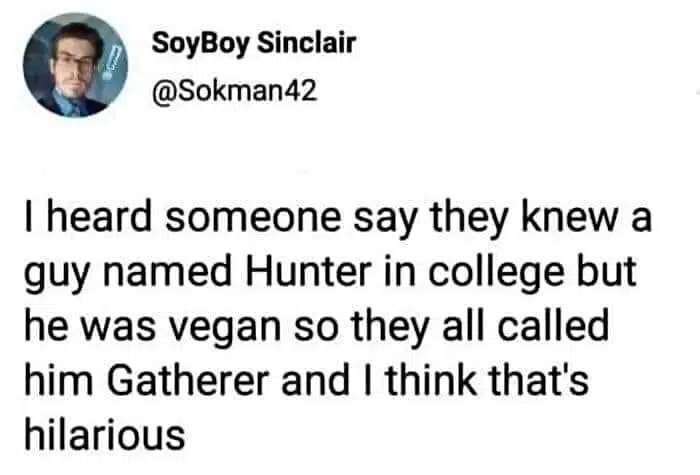 SoyBoy Sinclair
@Sokman42
I heard someone say they knew a
guy named Hunter in college but
he was vegan so they all called
him Gatherer and I think that's
hilarious